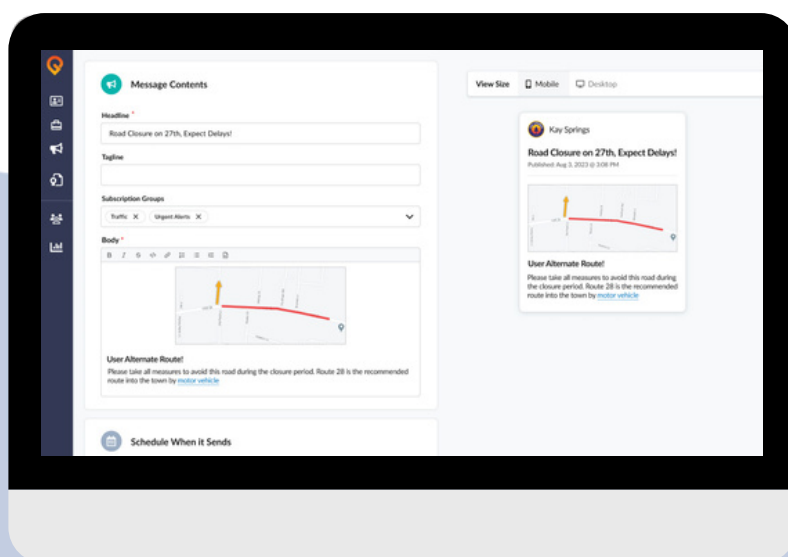 Message Contents
Headline *
Road Closure on 27th, Expect Delays!
Tagline
Subscription Groups
Traffic X Urgent Alerts X
Body *
B I S
User Alternate Route!
Please take all measures to avoid this road during the closure period. Route 28 is the recommended
route into the town by motor vehicle
Schedule When it Sends
View Size Mobile Desktop
Kay Springs
Road Closure on 27th, Expect Delays!
Published: Aug 3, 2023 @ 3:08 PM
User Alternate Route!
Please take all measures to avoid this road during
the closure period. Route 28 is the recommended
route into the town by motor vehicle